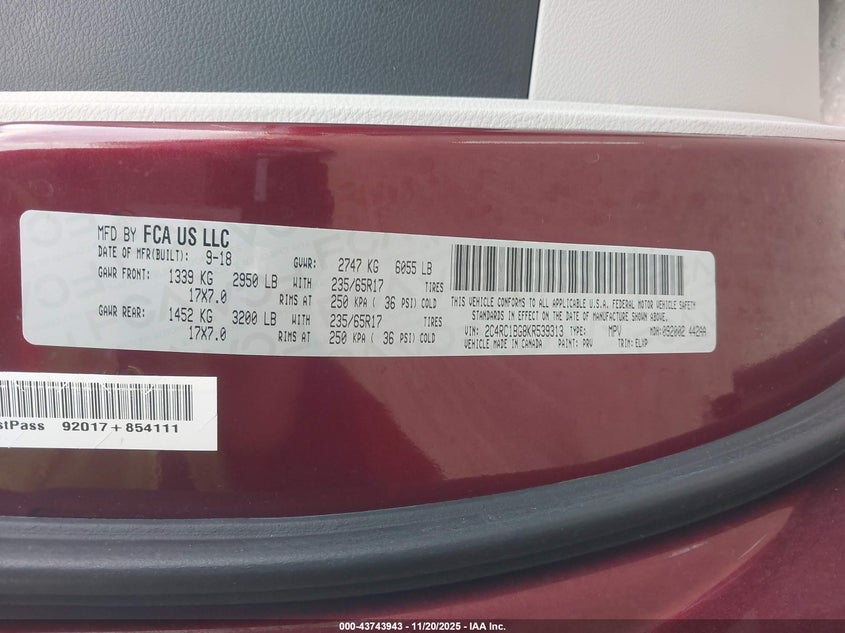 MFD BY FCA US LLC
DATE OF MFR(BUILT): 9-18 GVWR: 2747 KG 6055 LB
GAWR FRONT: 1339 KG 2950 LB WITH 235/65R17 TIRES
17X7.0 RIMS AT 250 KPA ( 36 PSI) COLD
GAWR REAR: 1452 KG 3200 LB WITH 235/65R17 TIRES
17X7.0 RIMS AT 250 KPA ( 36 PSI) COLD
THIS VEHICLE CONFORMS TO ALL APPLICABLE U.S.A. FEDERAL MOTOR VEHICLE SAFETY
STANDARDS IN EFFECT ON THE DATE OF MANUFACTURE SHOWN ABOVE.
VIN: 2C4RC1BG8KR539313 TYPE: MPV MDH: 092002 442AA
VEHICLE MADE IN CANADA PAINT: PRV TRIM: ELXP
stPass 92017+854111
000-43743943 - 11/20/2025 - IAA Inc.